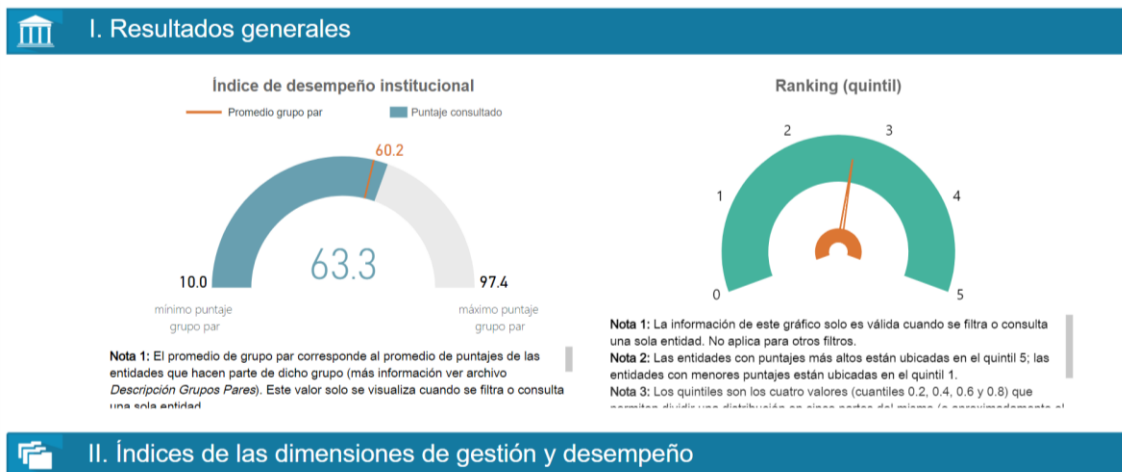 I. Resultados generales
Índice de desempeño institucional
Promedio grupo par
Puntaje consultado
60.2
63.3
10.0
97.4
mínimo puntaje
grupo par
máximo puntaje
grupo par
Nota 1: El promedio de grupo par corresponde al promedio de puntajes de las
entidades que hacen parte de dicho grupo (más información ver archivo
Descripción Grupos Pares). Este valor solo se visualiza cuando se filtra o consulta
una sola entidad
Ranking (quintil)
2
3
1
4
0
5
Nota 1: La información de este gráfico solo es válida cuando se filtra o consulta
una sola entidad. No aplica para otros filtros.
Nota 2: Las entidades con puntajes más altos están ubicadas en el quintil 5; las
entidades con menores puntajes están ubicadas en el quintil 1.
Nota 3: Los quintiles son los cuatro valores (cuantiles 0.2, 0.4, 0.6 y 0.8) que
II. Índices de las dimensiones de gestión y desempeño